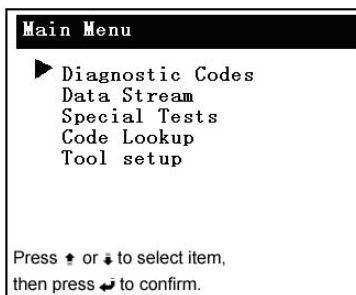 Main Menu
Diagnostic Codes
Data Stream
Special Tests
Code Lookup
Tool setup
Press ⬆ or ⬇ to select item,
then press ↵ to confirm.